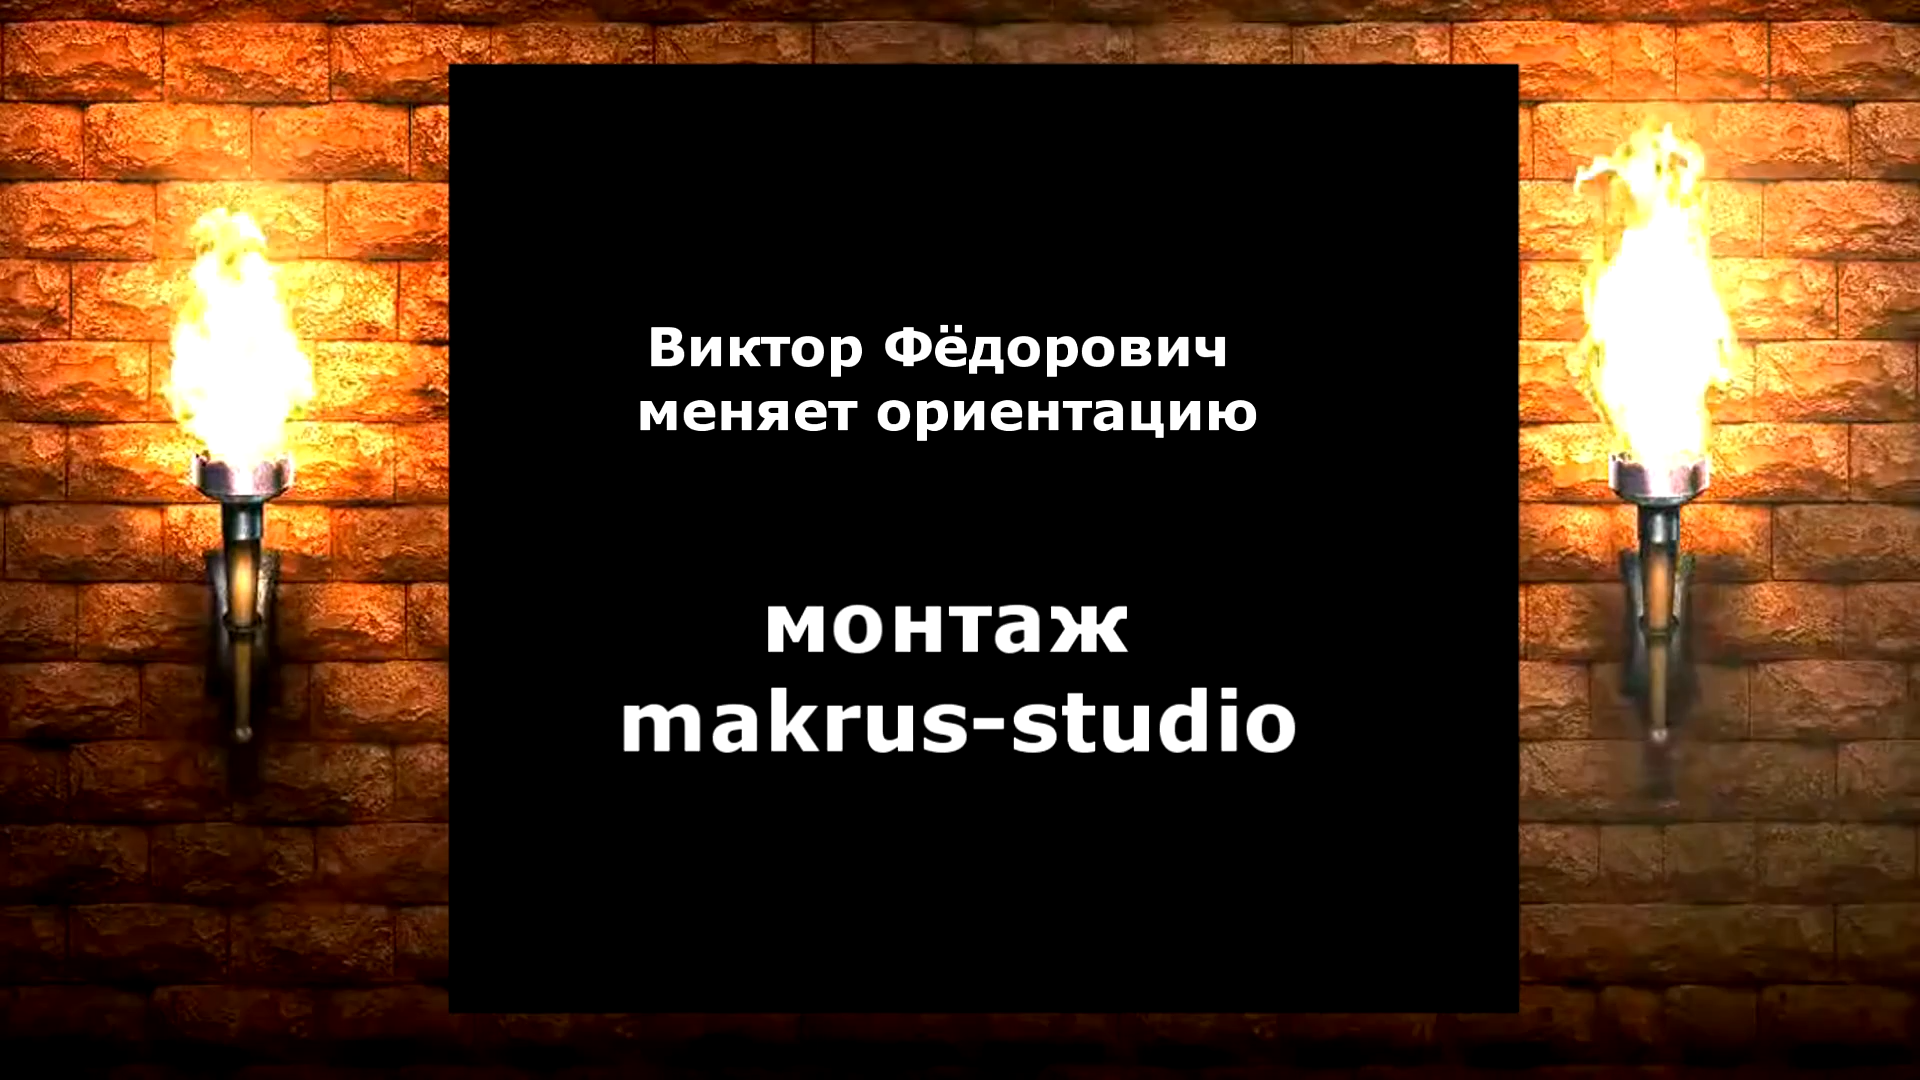 Виктор Фёдорович
меняет ориентацию
монтаж
makrus-studio